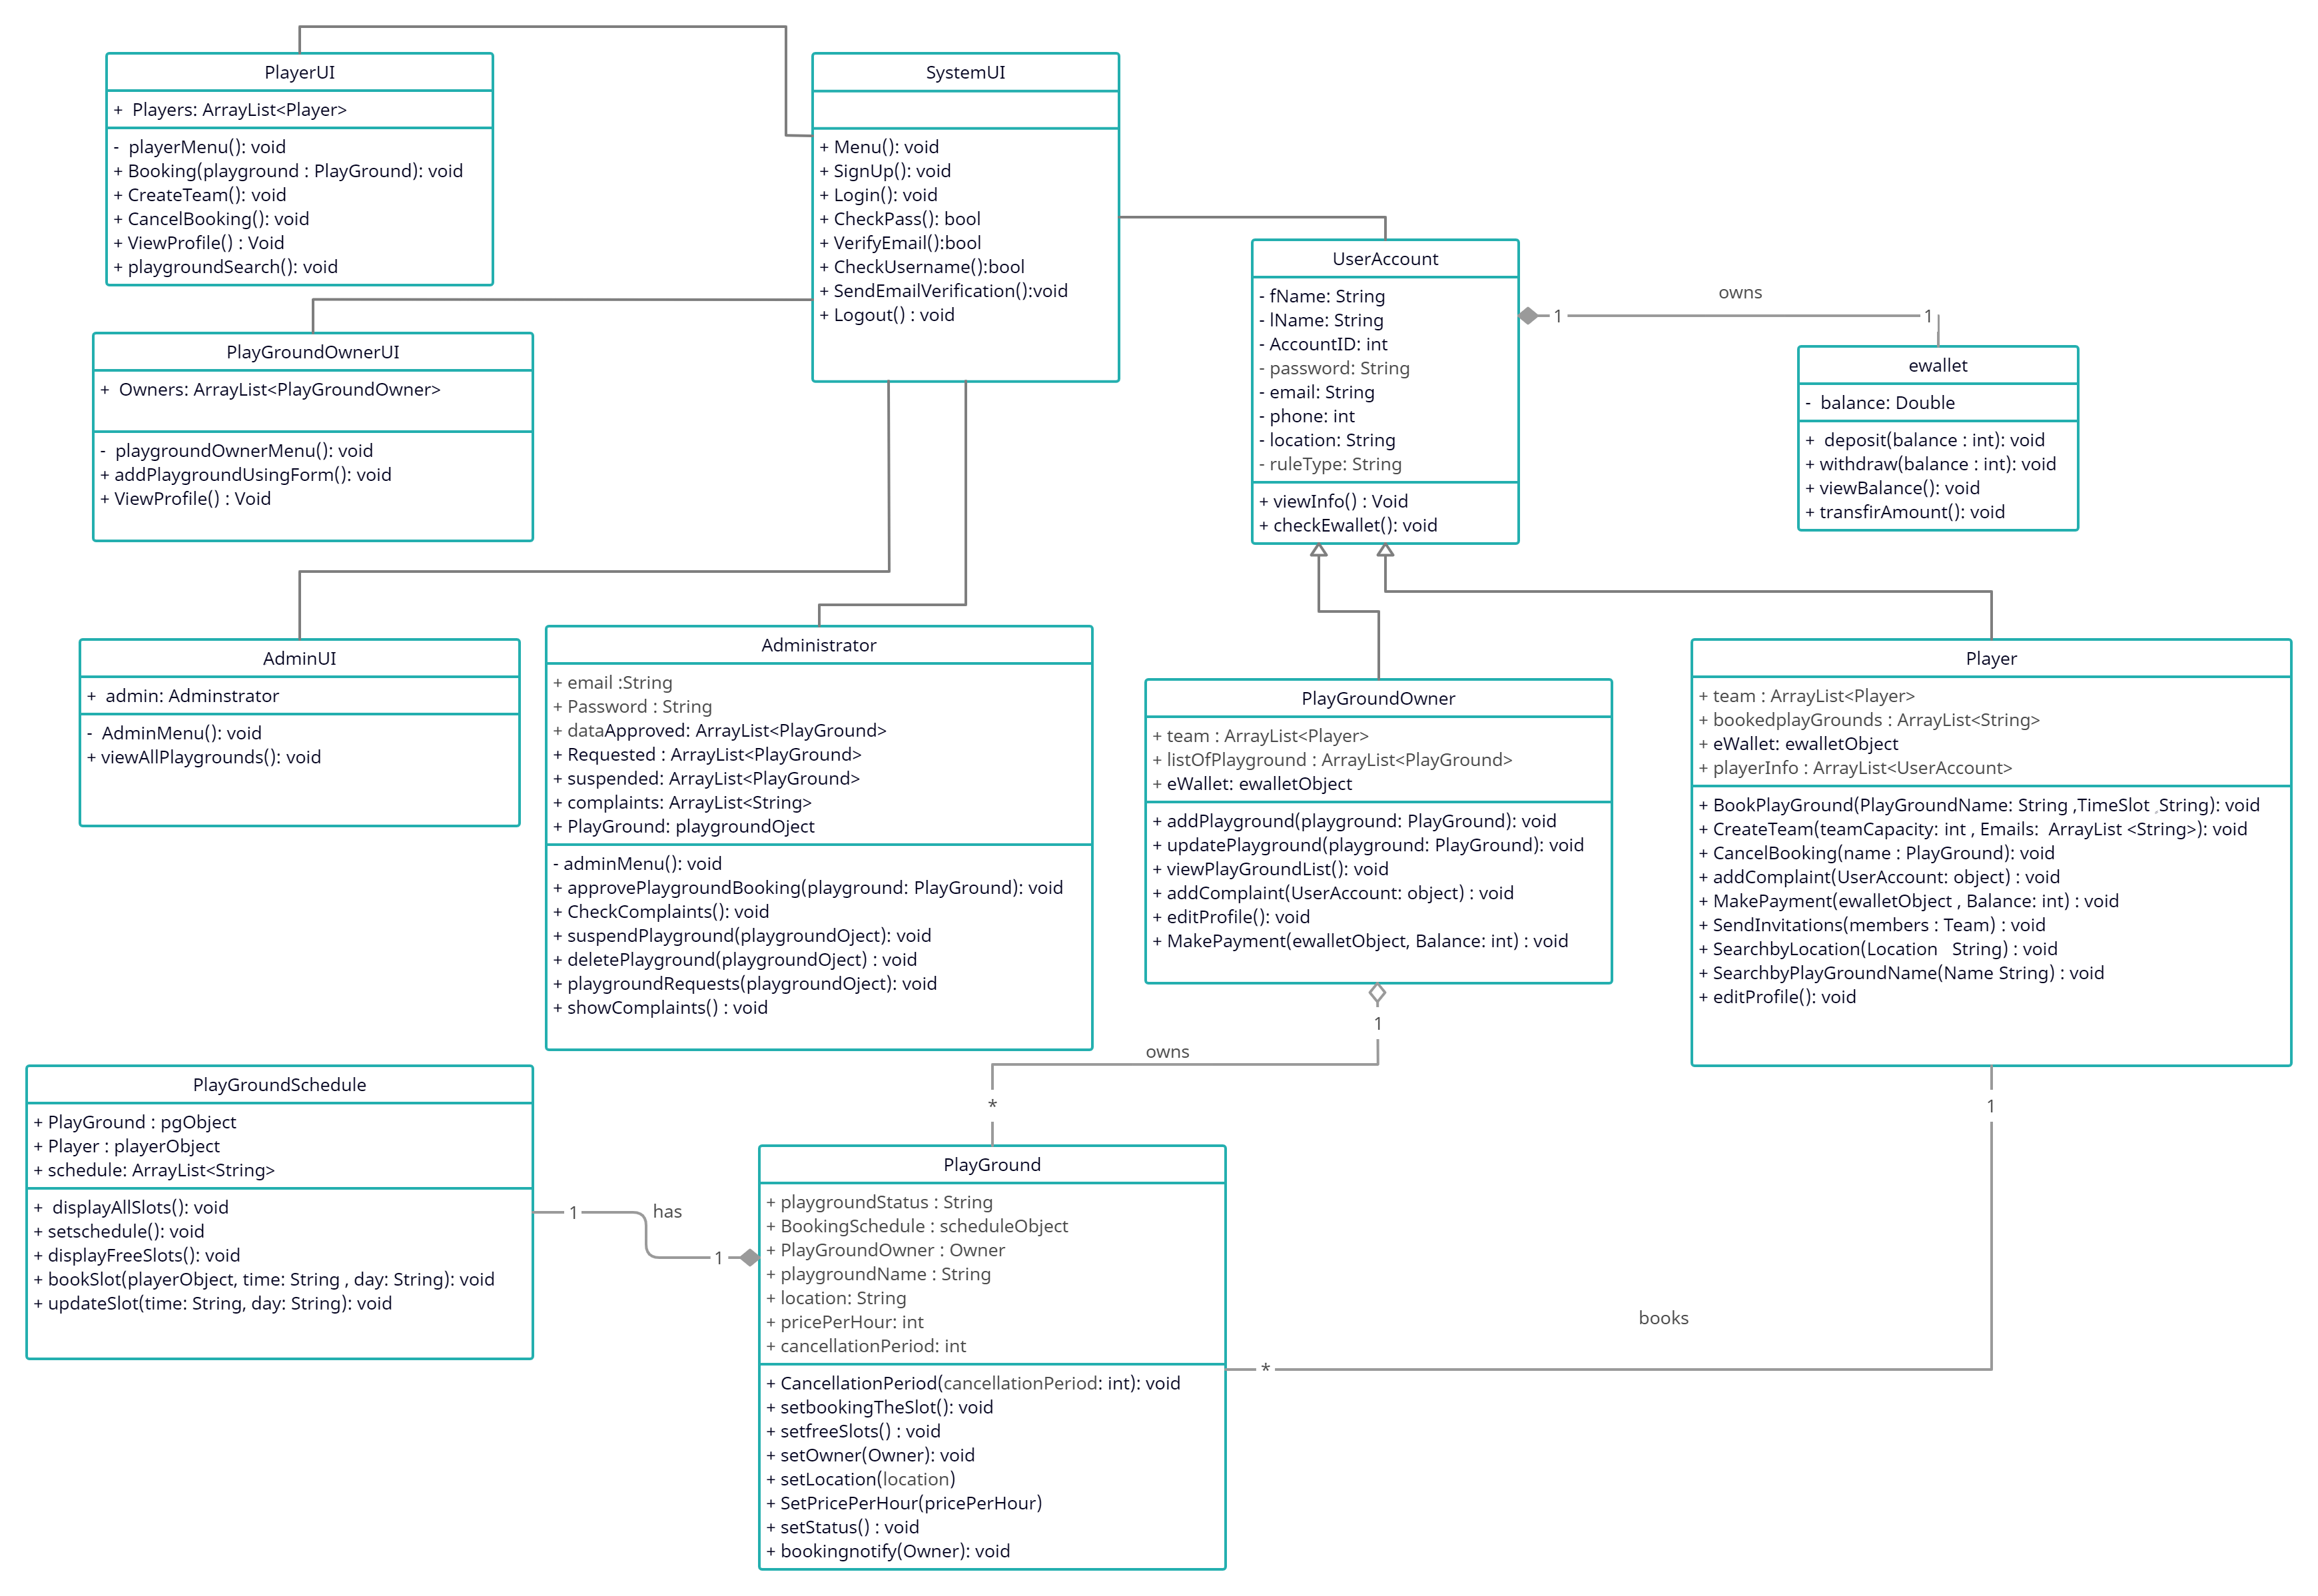 PlayerUI
+  Players: ArrayList<Player>
-  playerMenu(): void
+ Booking(playground : PlayGround): void
+ CreateTeam(): void
+ CancelBooking(): void
+ ViewProfile() : Void
+ playgroundSearch(): void
SystemUI
+ Menu(): void
+ SignUp(): void
+ Login(): void
+ CheckPass(): bool
+ VerifyEmail():bool
+ CheckUsername():bool
+ SendEmailVerification():void
+ Logout() : void
PlayGroundOwnerUI
+  Owners: ArrayList<PlayGroundOwner>
-  playgroundOwnerMenu(): void
+ addPlaygroundUsingForm(): void
+ ViewProfile() : Void
UserAccount
- fName: String
- lName: String
- AccountID: int
- password: String
- email: String
- phone: int
- location: String
- ruleType: String
+ viewInfo() : Void
+ checkEwallet(): void
owns
1
1
ewallet
-  balance: Double
+  deposit(balance : int): void
+ withdraw(balance : int): void
+ viewBalance(): void
+ transfirAmount(): void
AdminUI
+  admin: Adminstrator
-  AdminMenu(): void
+ viewAllPlaygrounds(): void
Administrator
+ email :String
+ Password : String
+ dataApproved: ArrayList<PlayGround>
+ Requested : ArrayList<PlayGround>
+ suspended: ArrayList<PlayGround>
+ complaints: ArrayList<String>
+ PlayGround: playgroundOject
- adminMenu(): void
+ approvePlaygroundBooking(playground: PlayGround): void
+ CheckComplaints(): void
+ suspendPlayground(playgroundOject): void
+ deletePlayground(playgroundOject) : void
+ playgroundRequests(playgroundOject): void
+ showComplaints() : void
PlayGroundOwner
+ team : ArrayList<Player>
+ listOfPlayground : ArrayList<PlayGround>
+ eWallet: ewalletObject
+ addPlayground(playground: PlayGround): void
+ updatePlayground(playground: PlayGround): void
+ viewPlayGroundList(): void
+ addComplaint(UserAccount: object) : void
+ editProfile(): void
+ MakePayment(ewalletObject, Balance: int) : void
Player
+ team : ArrayList<Player>
+ bookedplayGrounds : ArrayList<String>
+ eWallet: ewalletObject
+ playerInfo : ArrayList<UserAccount>
+ BookPlayGround(PlayGroundName: String ,TimeSlot String): void
+ CreateTeam(teamCapacity: int , Emails:  ArrayList <String>): void
+ CancelBooking(name : PlayGround): void
+ addComplaint(UserAccount: object) : void
+ MakePayment(ewalletObject , Balance: int) : void
+ SendInvitations(members : Team) : void
+ SearchbyLocation(Location   String) : void
+ SearchbyPlayGroundName(Name String) : void
+ editProfile(): void
1
owns
*
1
PlayGroundSchedule
+ PlayGround : pgObject
+ Player : playerObject
+ schedule: ArrayList<String>
+  displayAllSlots(): void
+ setschedule(): void
+ displayFreeSlots(): void
+ bookSlot(playerObject, time: String , day: String): void
+ updateSlot(time: String, day: String): void
1
has
1
PlayGround
+ playgroundStatus : String
+ BookingSchedule : scheduleObject
+ PlayGroundOwner : Owner
+ playgroundName : String
+ location: String
+ pricePerHour: int
+ cancellationPeriod: int
+ CancellationPeriod(cancellationPeriod: int): void
+ setbookingTheSlot(): void
+ setfreeSlots() : void
+ setOwner(Owner): void
+ setLocation(location)
+ SetPricePerHour(pricePerHour)
+ setStatus() : void
+ bookingnotify(Owner): void
books
*